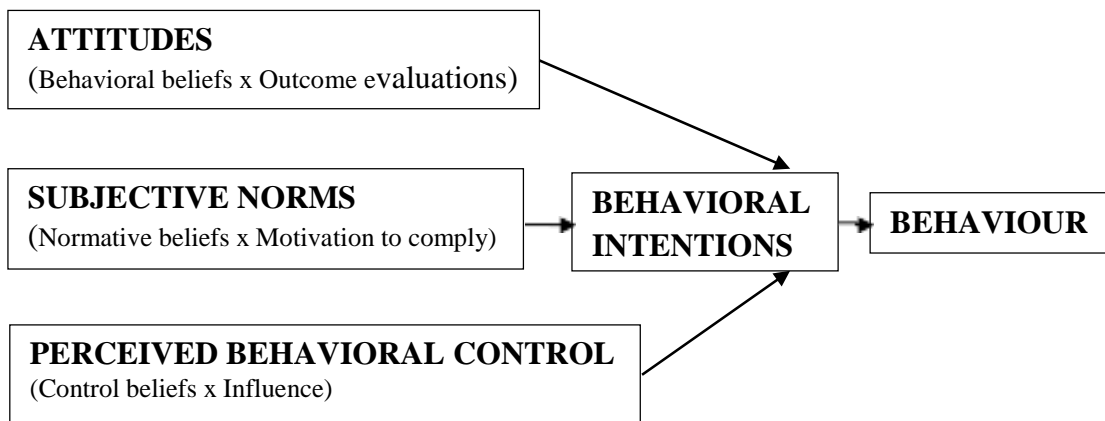 ATTITUDES
(Behavioral beliefs x Outcome evaluations)
SUBJECTIVE NORMS
(Normative beliefs x Motivation to comply)
BEHAVIORAL
INTENTIONS
BEHAVIOUR
PERCEIVED BEHAVIORAL CONTROL
(Control beliefs x Influence)